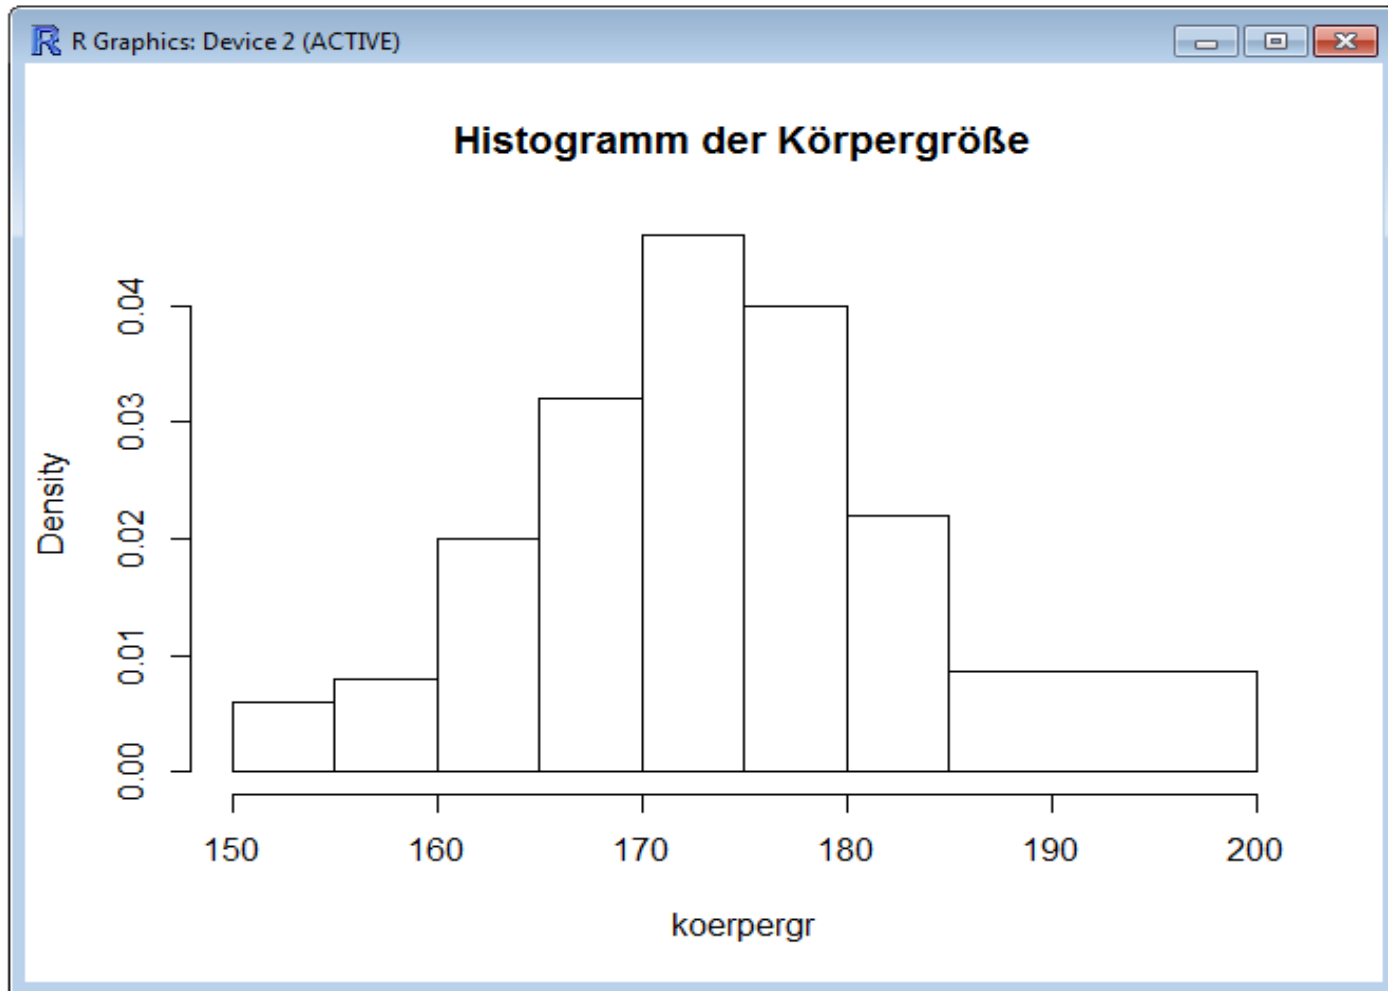 R Graphics: Device 2 (ACTIVE)
Histogramm der Körpergröße
Density
0.04
0.03
0.02
0.01
0.00
150 160 170 180 190 200
koerpergr